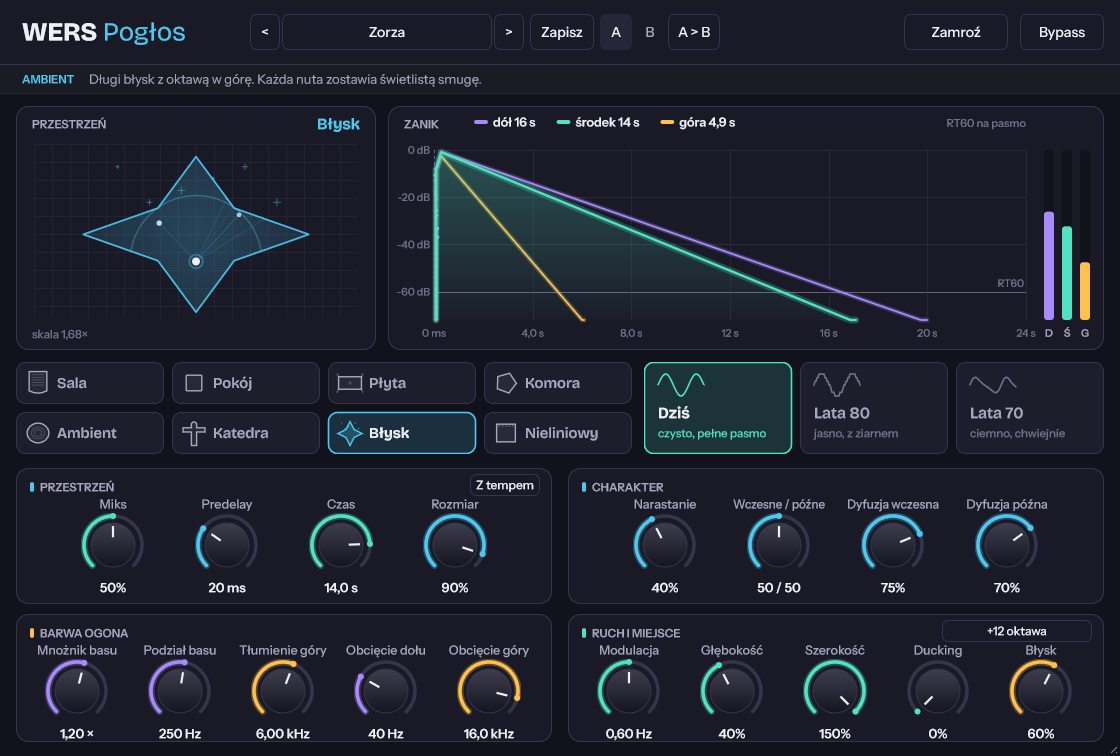 WERS Pogłos
<
Zorza
>
Zapisz
A
B
A > B
Zamroź
Bypass
AMBIENT Długi błysk z oktawą w górę. Każda nuta zostawia świetlistą smugę.
PRZESTRZEŃ
Błysk
skala 1,68×
ZANIK
dół 16 s
środek 14 s
góra 4,9 s
RT60 na pasmo
0 dB
-20 dB
-40 dB
-60 dB
RT60
0 ms
4,0 s
8,0 s
12 s
16 s
20 s
24 s
D Ś G
Sala
Pokój
Płyta
Komora
Ambient
Katedra
Błysk
Nieliniowy
Dziś
czysto, pełne pasmo
Lata 80
jasno, z ziarnem
Lata 70
ciemno, chwiejnie
PRZESTRZEŃ
Z tempem
Miks
Predelay
Czas
Rozmiar
50%
20 ms
14,0 s
90%
CHARAKTER
Narastanie
Wczesne / późne
Dyfuzja wczesna
Dyfuzja późna
40%
50 / 50
75%
70%
BARWA OGONA
Mnożnik basu
Podział basu
Tłumienie góry
Obcięcie dołu
Obcięcie góry
1,20 ×
250 Hz
6,00 kHz
40 Hz
16,0 kHz
RUCH I MIEJSCE
+12 oktawa
Modulacja
Głębokość
Szerokość
Ducking
Błysk
0,60 Hz
40%
150%
0%
60%